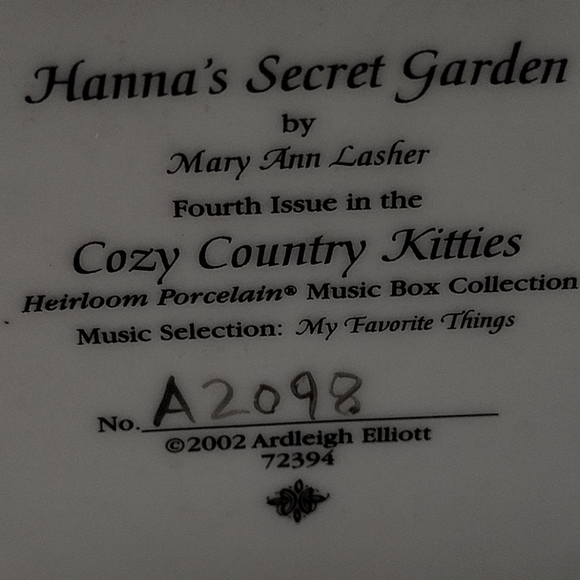 Hanna's Secret Garden
by
Mary Ann Lasher
Fourth Issue in the
Cozy Country Kitties
Heirloom Porcelain® Music Box Collection
Music Selection: My Favorite Things
No. A2098
©2002 Ardleigh Elliott
72394